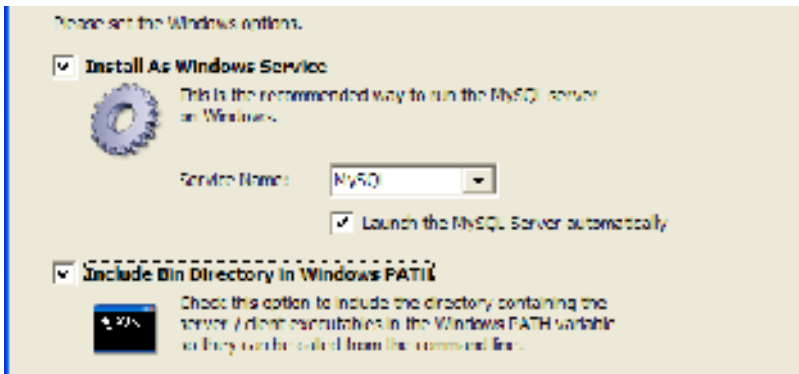 Please set the Windows options.
Install As Windows Service
This is the recommended way to run the MySQL server
on Windows.
Service Name:
MySQL
Launch the MySQL Server automatically
Include Bin Directory in Windows PATH
Check this option to include the directory containing the
server / client executables in the Windows PATH variable
so they can be called from the command line.